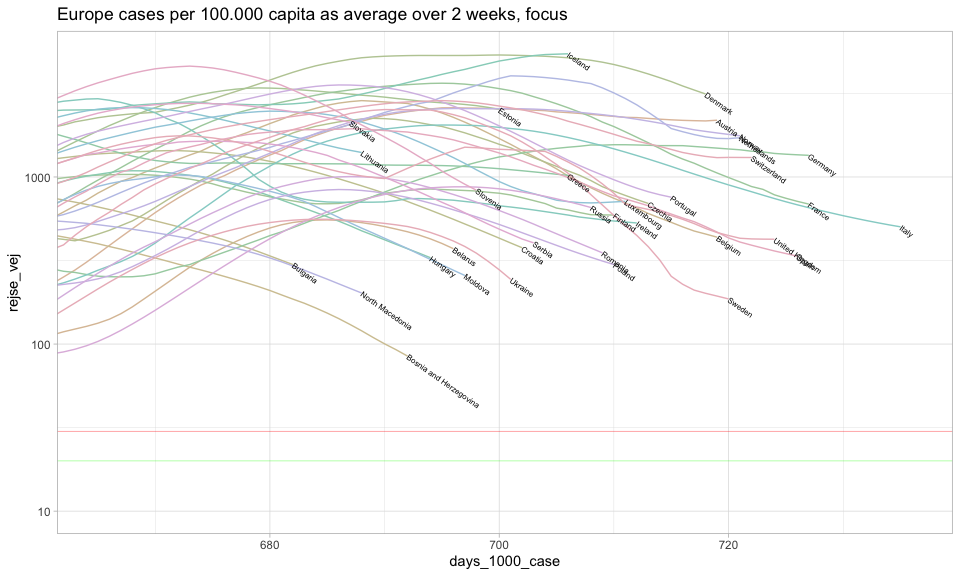 Europe cases per 100.000 capita as average over 2 weeks, focus
rejse_vej
1000
100
10
Iceland
Denmark
Estonia
Slovakia
Austria
Netherlands
Germany
Lithuania
Switzerland
Greece
Slovenia
Portugal
Russia
Luxembourg
Czechia
France
Finland
Ireland
Italy
Belgium
United Kingdom
Serbia
Croatia
Belarus
Romania
Poland
Hungary
Moldova
Ukraine
Bulgaria
North Macedonia
Sweden
Bosnia and Herzegovina
680
700
720
days_1000_case